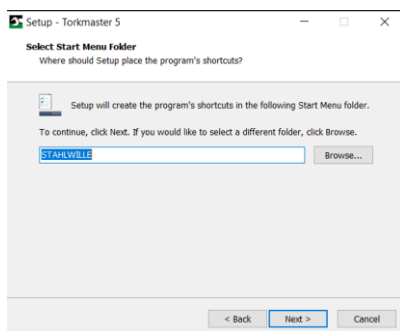 Setup - Torkmaster 5
Select Start Menu Folder
Where should Setup place the program's shortcuts?
Setup will create the program's shortcuts in the following Start Menu folder.
To continue, click Next. If you would like to select a different folder, click Browse.
STAHLWILLE
Browse...
< Back
Next >
Cancel